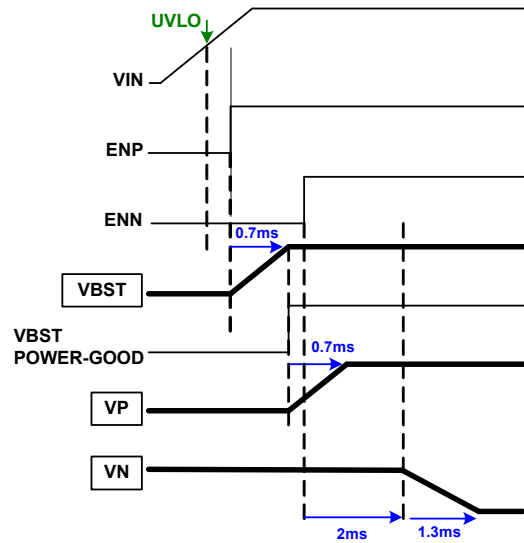 UVLO
VIN
ENP
ENN
0.7ms
VBST
VBST
POWER-GOOD
0.7ms
VP
VN
2ms
1.3ms